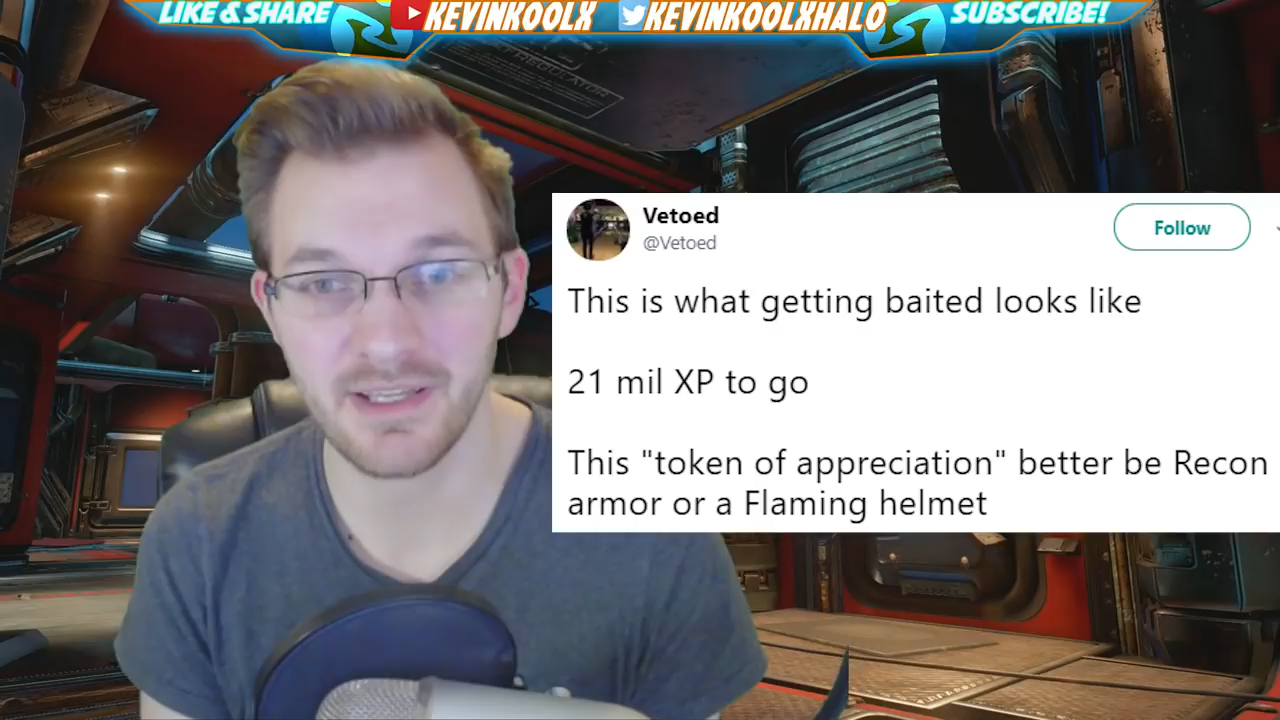 LIKE & SHARE KEVINKOOLX KEVINKOOLXHALO SUBSCRIBE!
REGULATOR
Vetoed
@Vetoed
Follow
This is what getting baited looks like
21 mil XP to go
This "token of appreciation" better be Recon
armor or a Flaming helmet